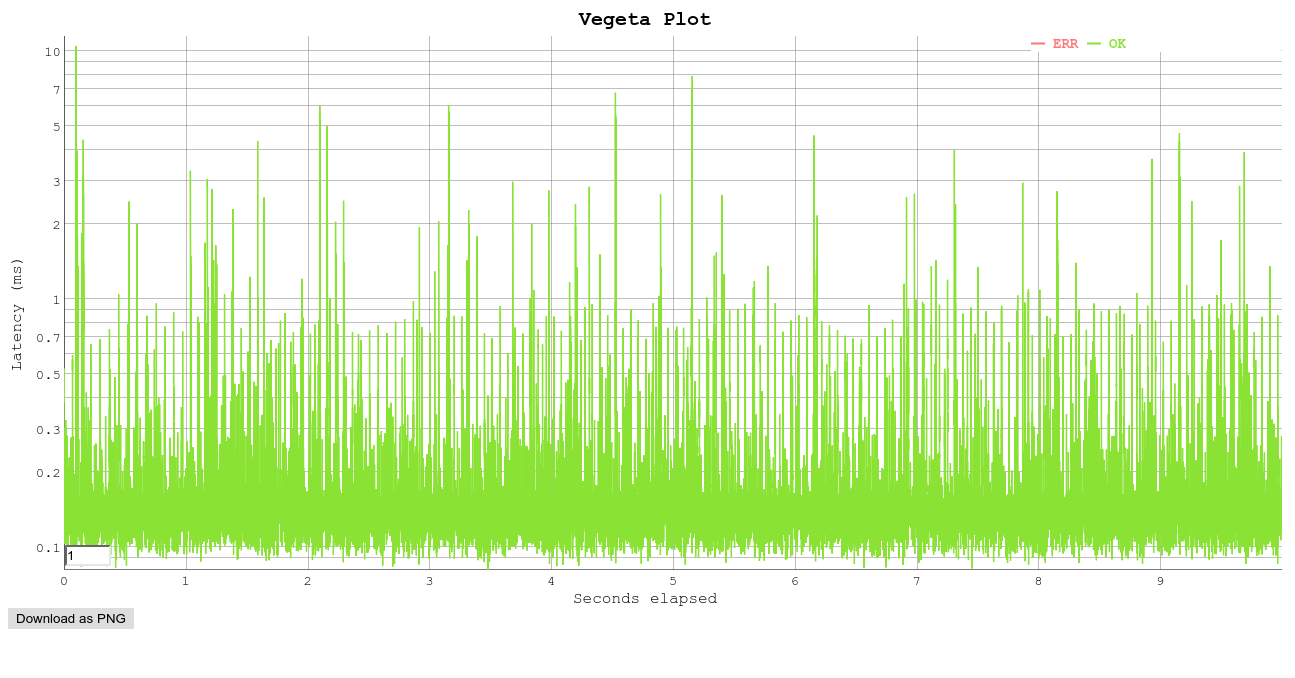 Vegeta Plot
ERR OK
10
7
5
3
2
1
0.7
0.5
0.3
0.2
0.1
Latency (ms)
1
0 1 2 3 4 5 6 7 8 9
Seconds elapsed
Download as PNG